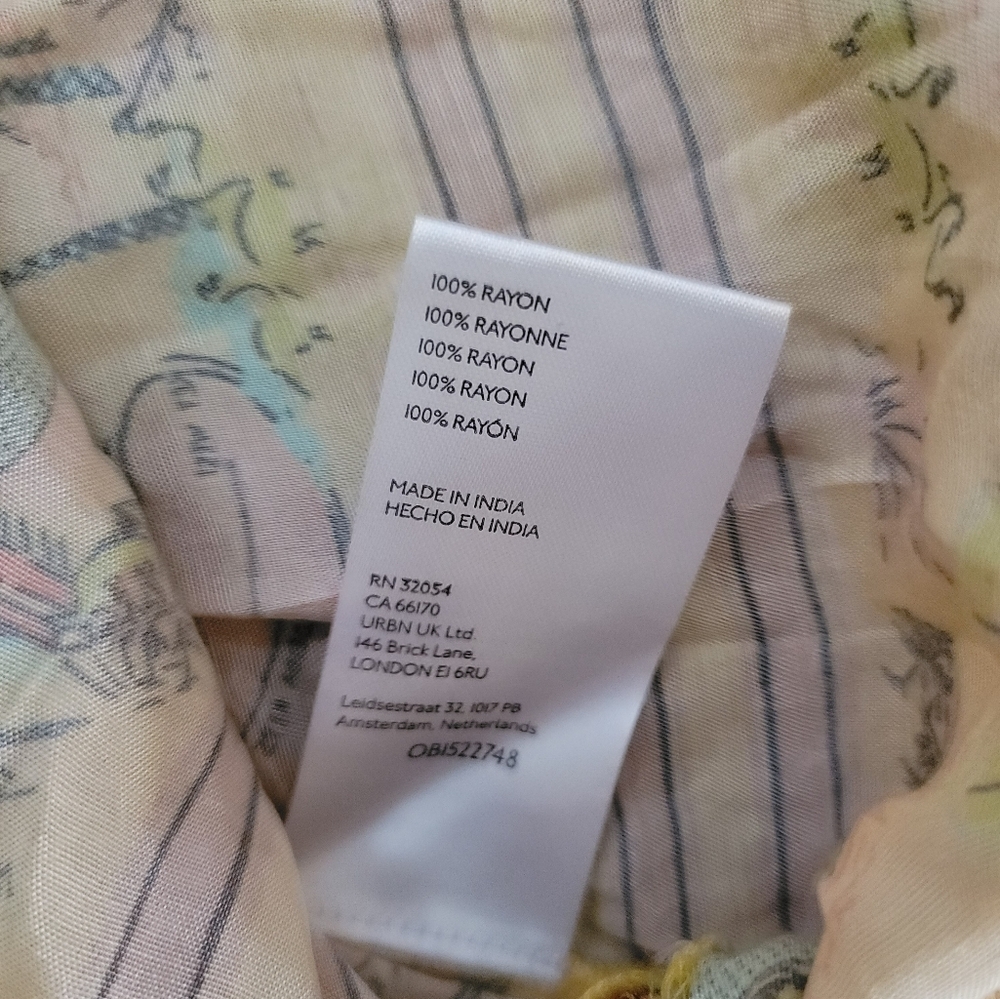 100% RAYON
100% RAYONNE
100% RAYON
100% RAYON
100% RAYÓN
MADE IN INDIA
HECHO EN INDIA
RN 32054
CA 66170
URBN UK Ltd.
146 Brick Lane,
LONDON E1 6RU
Leidsestraat 32, 1017 PB
Amsterdam, Netherlands
OB1522748